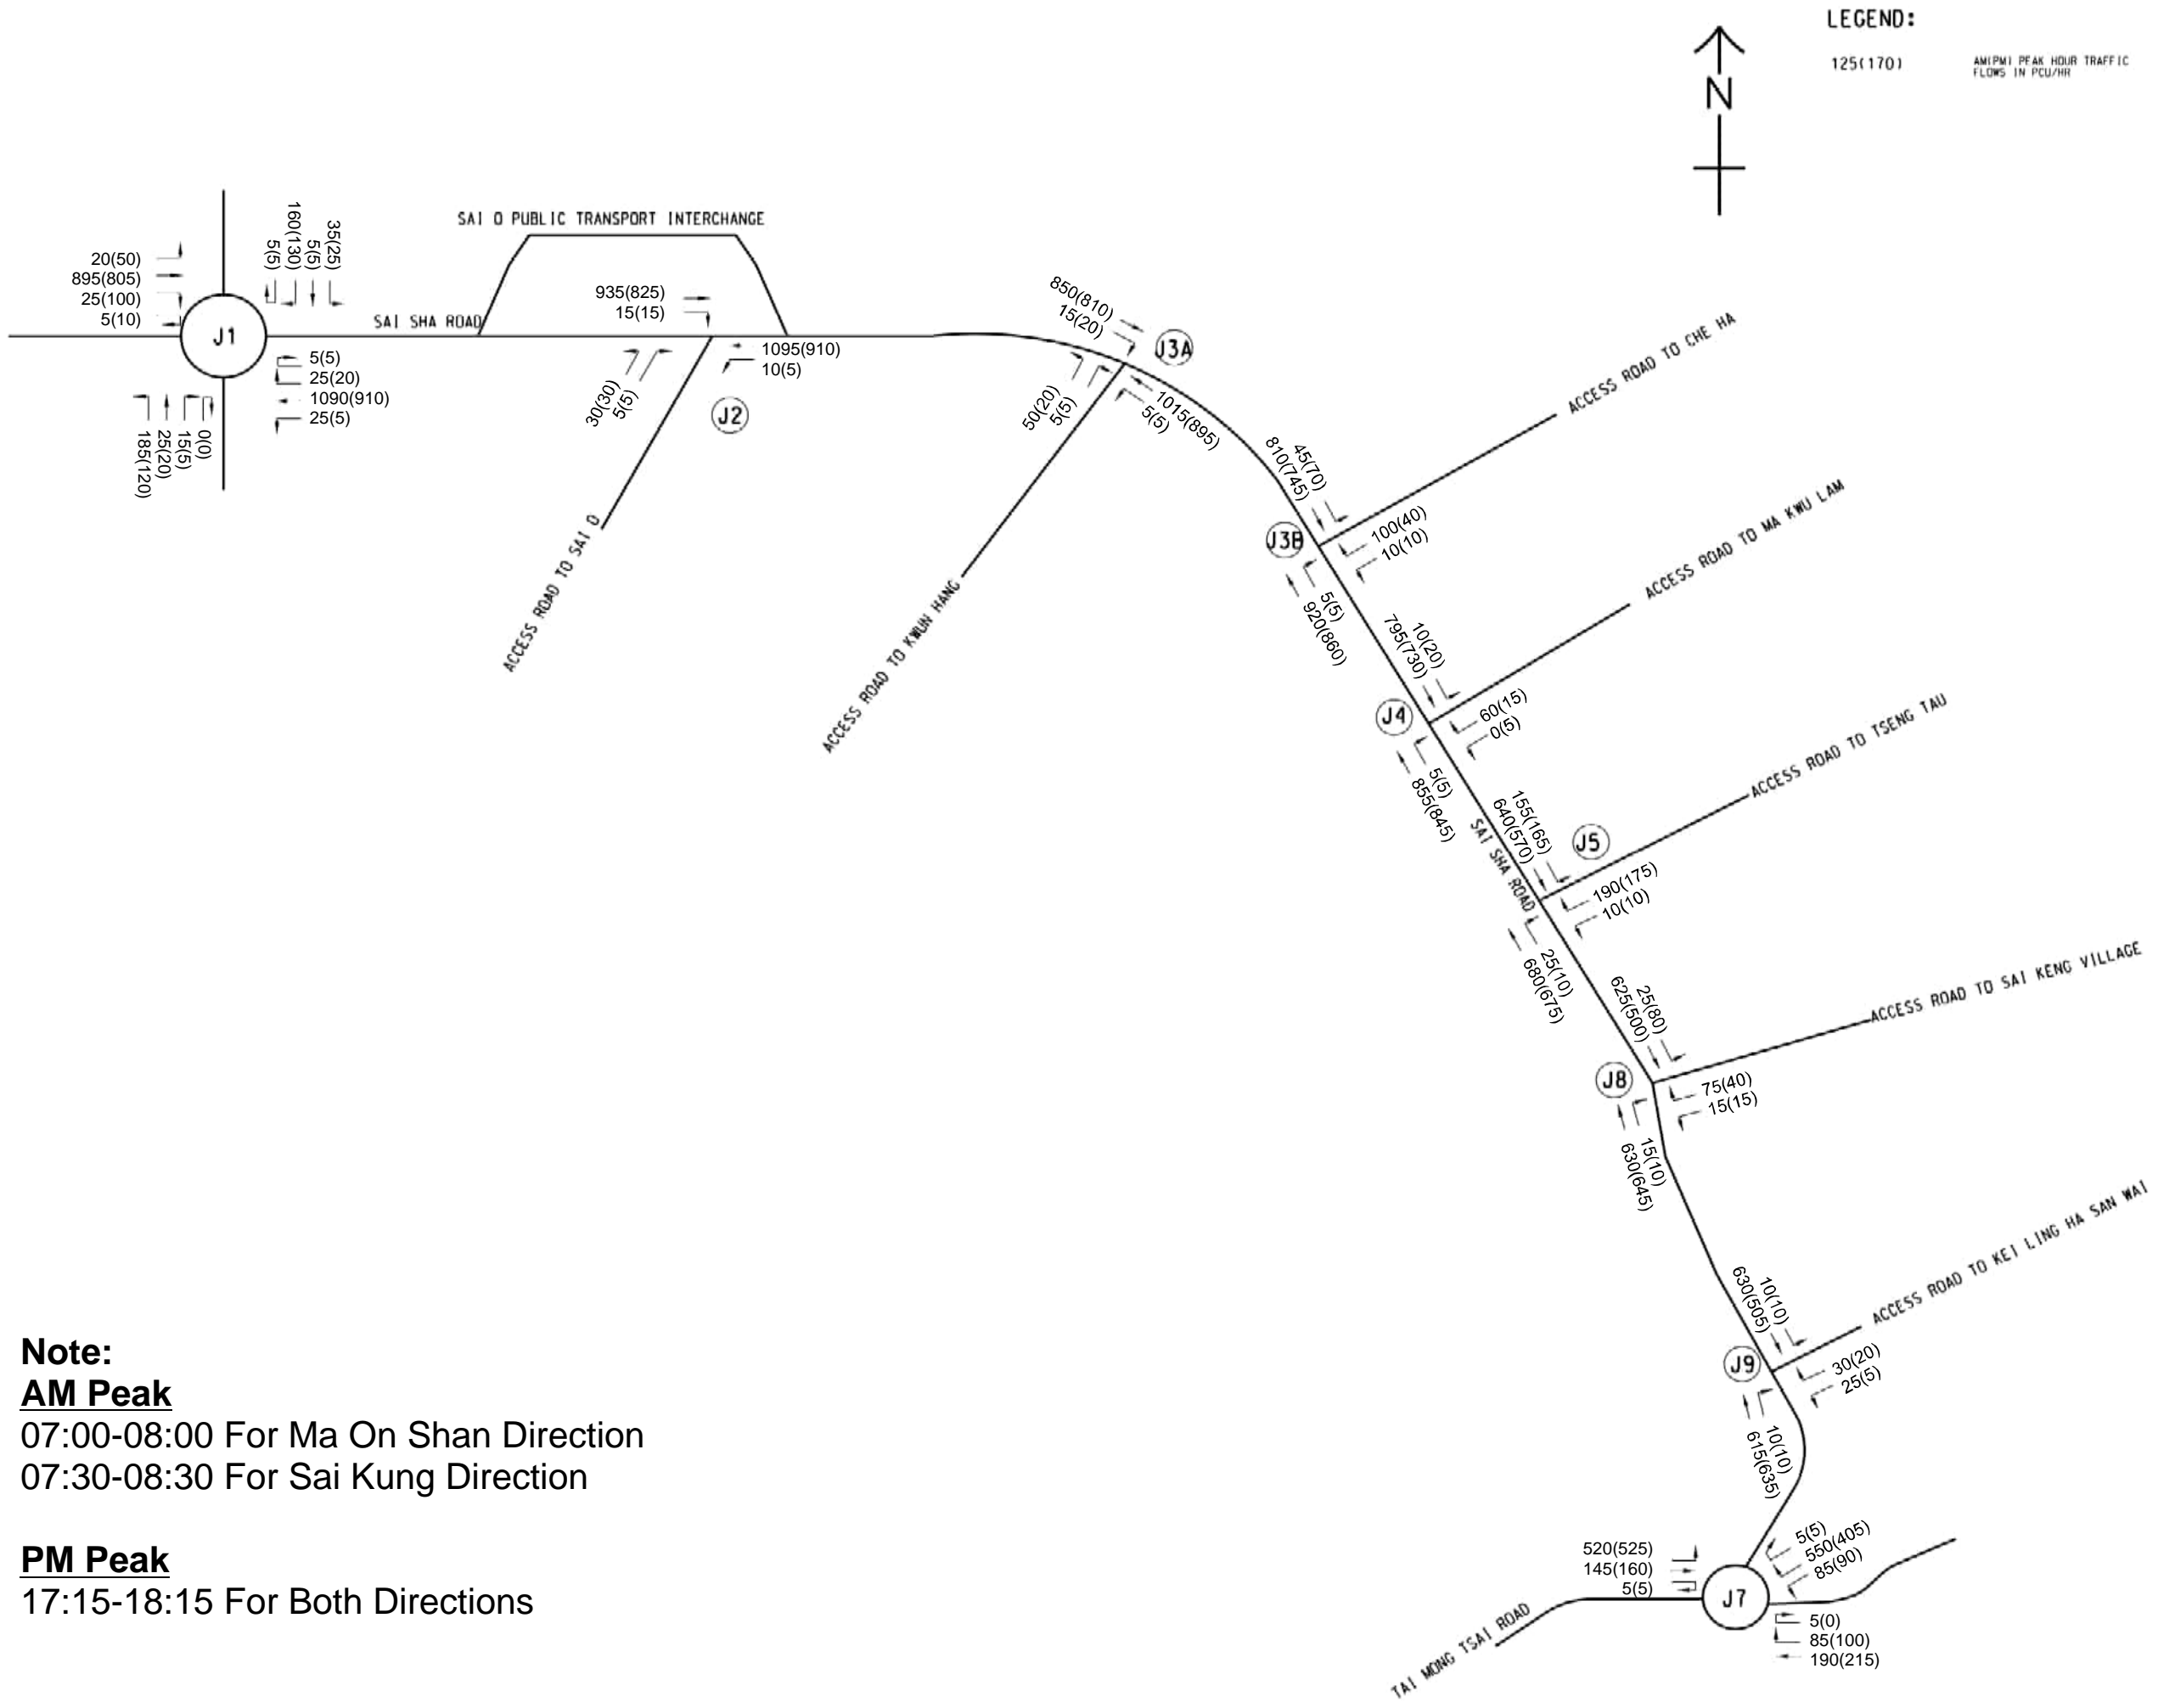 LEGEND:
125(170)
AM(PM) PEAK HOUR TRAFFIC
FLOWS IN PCU/HR
N
SAI O PUBLIC TRANSPORT INTERCHANGE
20(50)
895(805)
25(100)
5(10)
5(5)
160(130)
5(5)
35(25)
J1
SAI SHA ROAD
5(5)
25(20)
1090(910)
25(5)
185(120)
25(20)
15(5)
0(0)
935(825)
15(15)
1095(910)
10(5)
30(30)
5(5)
J2
ACCESS ROAD TO SAI O
850(810)
15(20)
J3A
50(20)
5(5)
1015(895)
5(5)
ACCESS ROAD TO KWUN HANG
45(70)
810(745)
ACCESS ROAD TO CHE HA
J3B
100(40)
10(10)
5(5)
920(860)
10(20)
795(730)
ACCESS ROAD TO MA KWU LAM
J4
60(15)
0(5)
5(5)
855(845)
SAI SHA ROAD
155(165)
640(570)
J5
ACCESS ROAD TO TSENG TAU
190(175)
10(10)
25(10)
680(675)
25(80)
625(500)
ACCESS ROAD TO SAI KENG VILLAGE
J8
75(40)
15(15)
15(10)
630(645)
10(10)
630(505)
ACCESS ROAD TO KEI LING HA SAN WAI
J9
30(20)
25(5)
10(10)
615(635)
520(525)
145(160)
5(5)
5(5)
550(405)
85(90)
J7
5(0)
85(100)
190(215)
TAI MONG TSAI ROAD
Note:
AM Peak
07:00-08:00 For Ma On Shan Direction
07:30-08:30 For Sai Kung Direction
PM Peak
17:15-18:15 For Both Directions